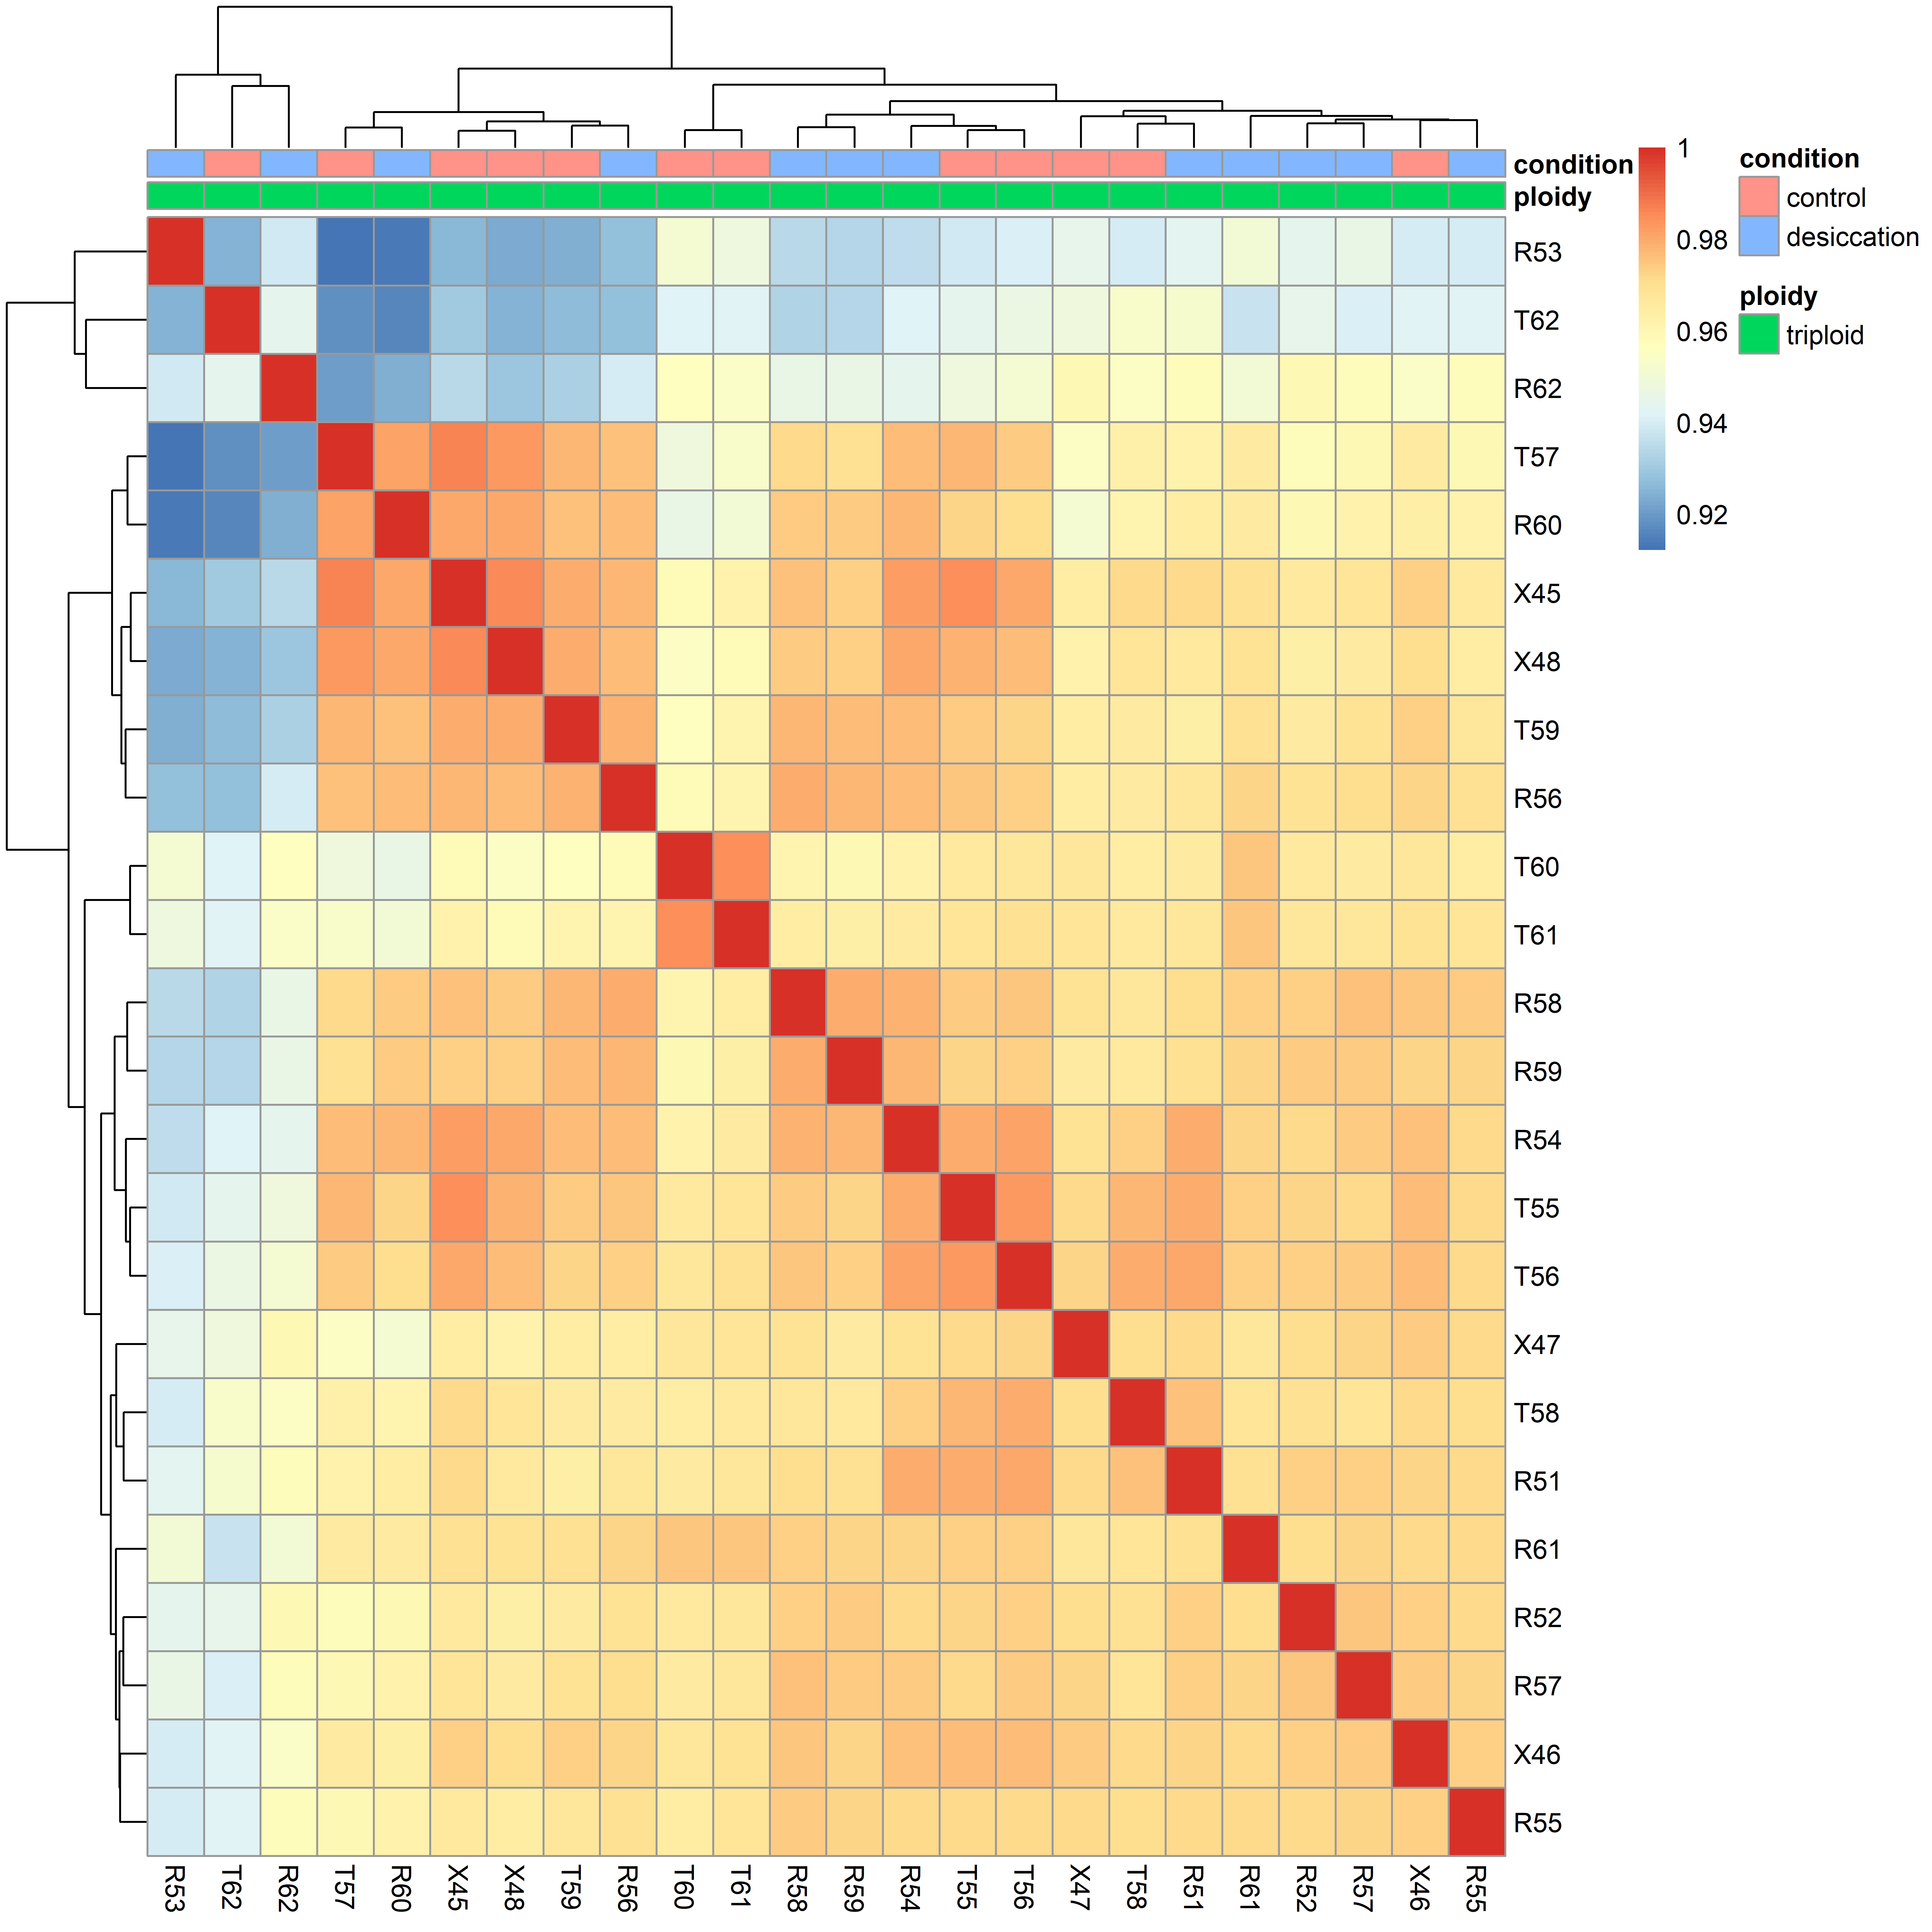 condition
ploidy
1
0.98
0.96
0.94
0.92
condition
control
desiccation
ploidy
triploid
R53
T62
R62
T57
R60
X45
X48
T59
R56
T60
T61
R58
R59
R54
T55
T56
X47
T58
R51
R61
R52
R57
X46
R55
R53
T62
R62
T57
R60
X45
X48
T59
R56
T60
T61
R58
R59
R54
T55
T56
X47
T58
R51
R61
R52
R57
X46
R55